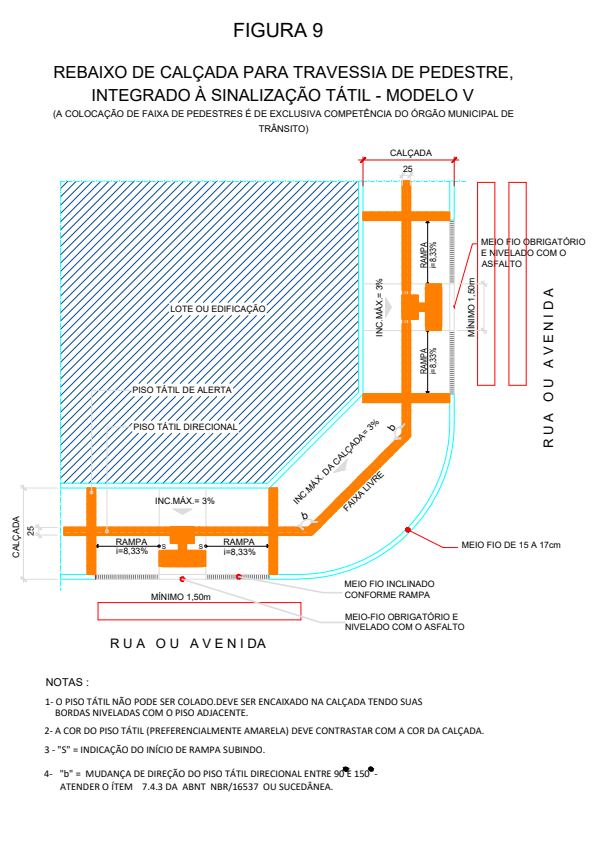 FIGURA 9
REBAIXO DE CALÇADA PARA TRAVESSIA DE PEDESTRE,
INTEGRADO À SINALIZAÇÃO TÁTIL - MODELO V
(A COLOCAÇÃO DE FAIXA DE PEDESTRES É DE EXCLUSIVA COMPETÊNCIA DO ÓRGÃO MUNICIPAL DE
TRÂNSITO)
CALÇADA
25
MEIO FIO OBRIGATÓRIO
E NIVELADO COM O
ASFALTO
RAMPA
i=8,33%
INC.MÁX.= 3%
MÍNIMO 1,50m
RAMPA
i=8,33%
RUA OU AVENIDA
LOTE OU EDIFICAÇÃO
PISO TÁTIL DE ALERTA
PISO TÁTIL DIRECIONAL
b
INC.MÁX. DA CALÇADA= 3%
FAIXA LIVRE
b
INC.MÁX.= 3%
CALÇADA
25
RAMPA
i=8,33%
S
S
RAMPA
i=8,33%
MEIO FIO DE 15 A 17cm
MEIO FIO INCLINADO
CONFORME RAMPA
MÍNIMO 1,50m
MEIO-FIO OBRIGATÓRIO E
NIVELADO COM O ASFALTO
RUA OU AVENIDA
NOTAS :
1- O PISO TÁTIL NÃO PODE SER COLADO.DEVE SER ENCAIXADO NA CALÇADA TENDO SUAS
BORDAS NIVELADAS COM O PISO ADJACENTE.
2- A COR DO PISO TÁTIL (PREFERENCIALMENTE AMARELA) DEVE CONTRASTAR COM A COR DA CALÇADA.
3 - "S" = INDICAÇÃO DO INÍCIO DE RAMPA SUBINDO.
4- "b" = MUDANÇA DE DIREÇÃO DO PISO TÁTIL DIRECIONAL ENTRE 90 E 150 -
ATENDER O ÍTEM 7.4.3 DA ABNT NBR/16537 OU SUCEDÂNEA.